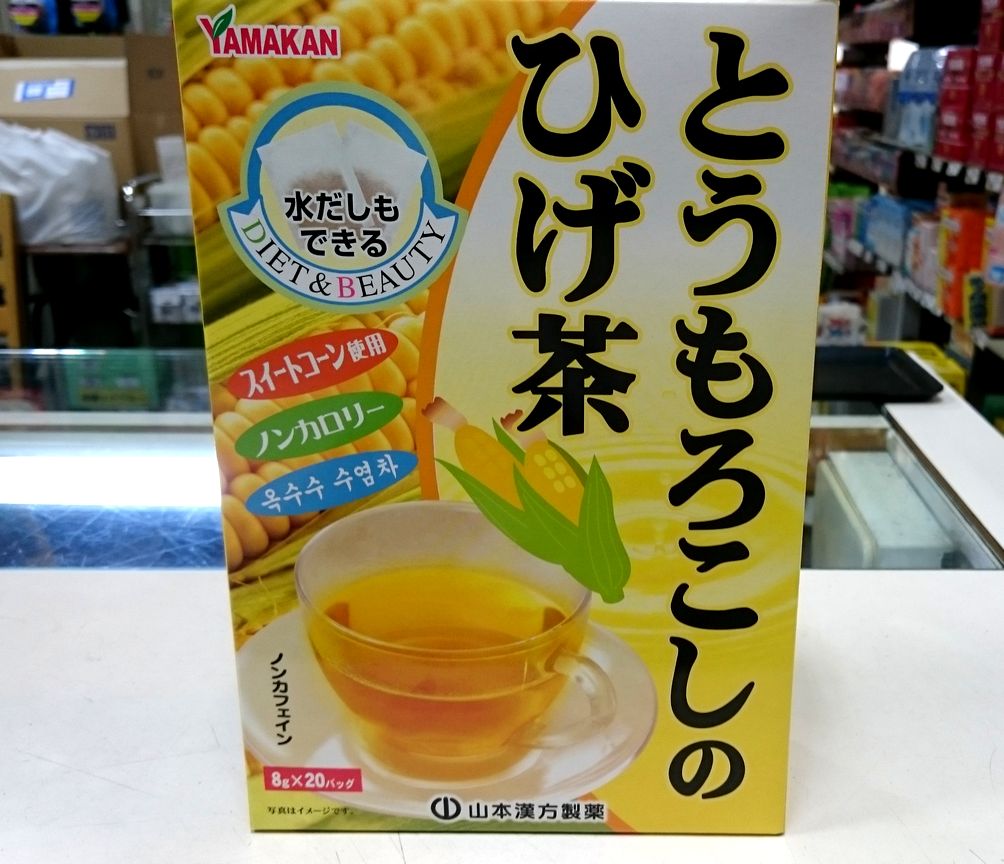 YAMAKAN
とうもろこしの
ひげ茶
水だしも
できる
DIET & BEAUTY
スイートコーン使用
ノンカロリー
옥수수 수염차
ノンカフェイン
8g×20バッグ
写真はイメージです。
山本漢方製薬